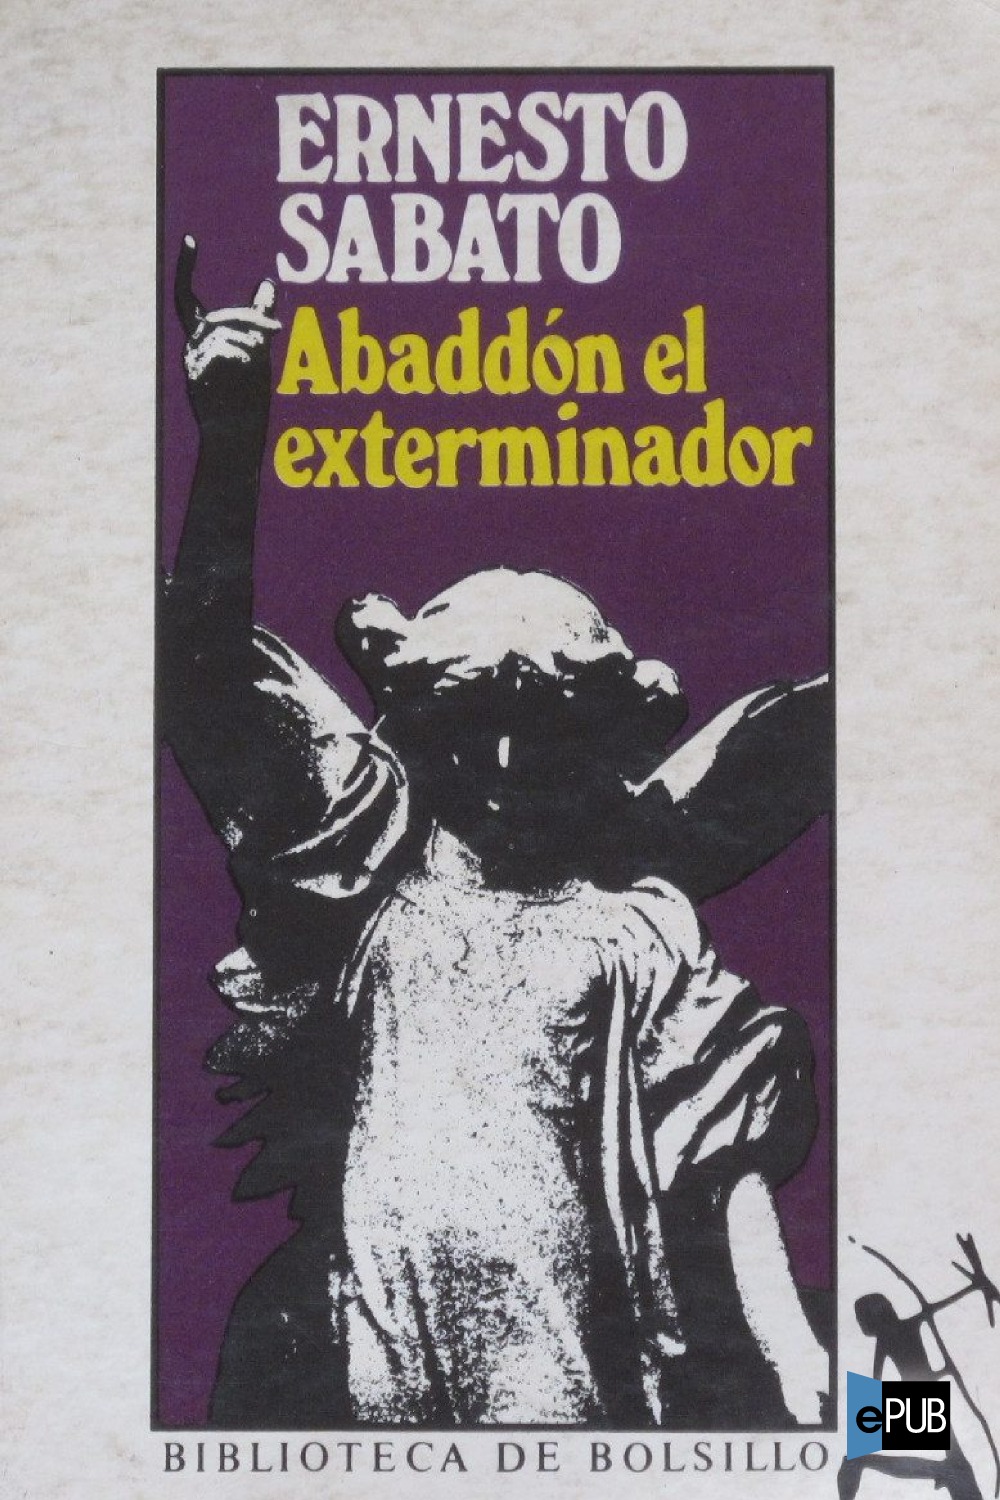 ERNESTO
SABATO
Abaddón el
exterminador
ePUB
BIBLIOTECA DE BOLSILLO